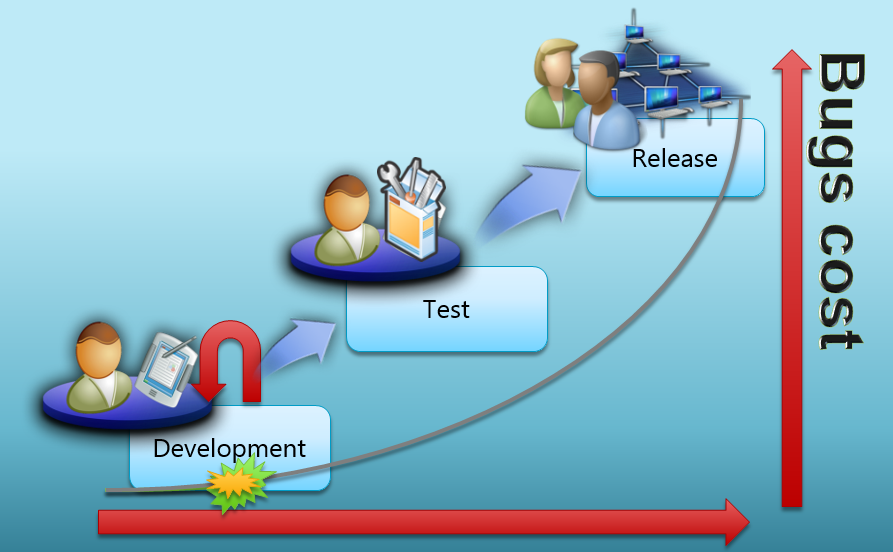 Release
Test
Development
Bugs cost